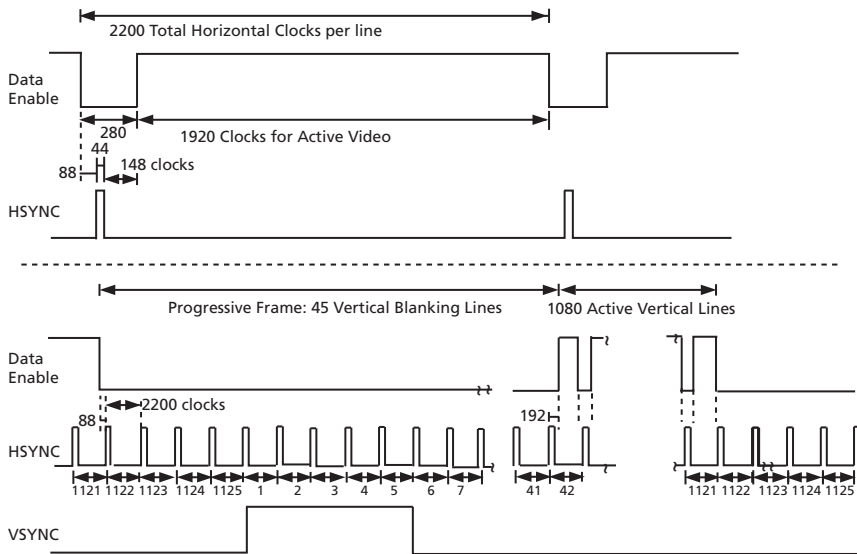 2200 Total Horizontal Clocks per line
Data
Enable
280
1920 Clocks for Active Video
44
148 clocks
88
HSYNC
Progressive Frame: 45 Vertical Blanking Lines
1080 Active Vertical Lines
Data
Enable
2200 clocks
88
192
HSYNC
1121 1122 1123 1124 1125 1 2 3 4 5 6 7 41 42 1121 1122 1123 1124 1125
VSYNC